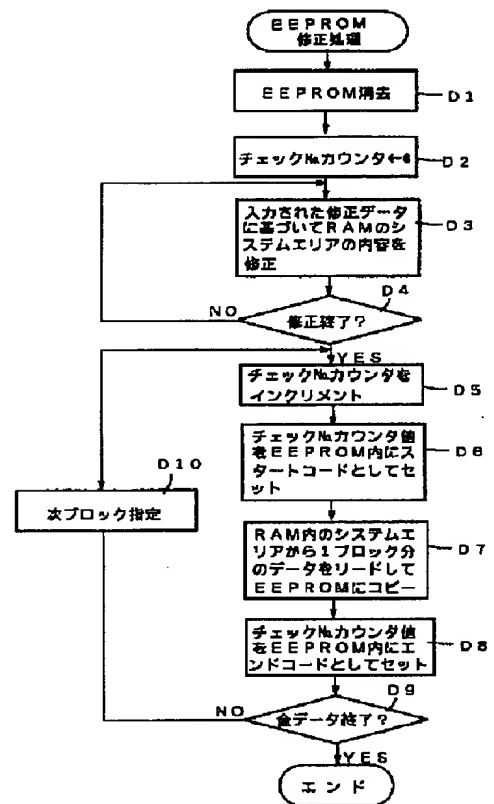 EEPROM
修正処理
EEPROM消去
D1
チェック№カウンタ←0
D2
入力された修正データ
に基づいてRAMのシ
ステムエリアの内容を
修正
D3
D4
NO
修正終了?
YES
チェック№カウンタを
インクリメント
D5
D10
次ブロック指定
チェック№カウンタ値
をEEPROM内にス
タートコードとしてセ
ット
D6
RAM内のシステムエ
リアから1ブロック分
のデータをリードして
EEPROMにコピー
D7
チェック№カウンタ値
をEEPROM内にエ
ンドコードとしてセット
D8
D9
NO
全データ終了?
YES
エンド